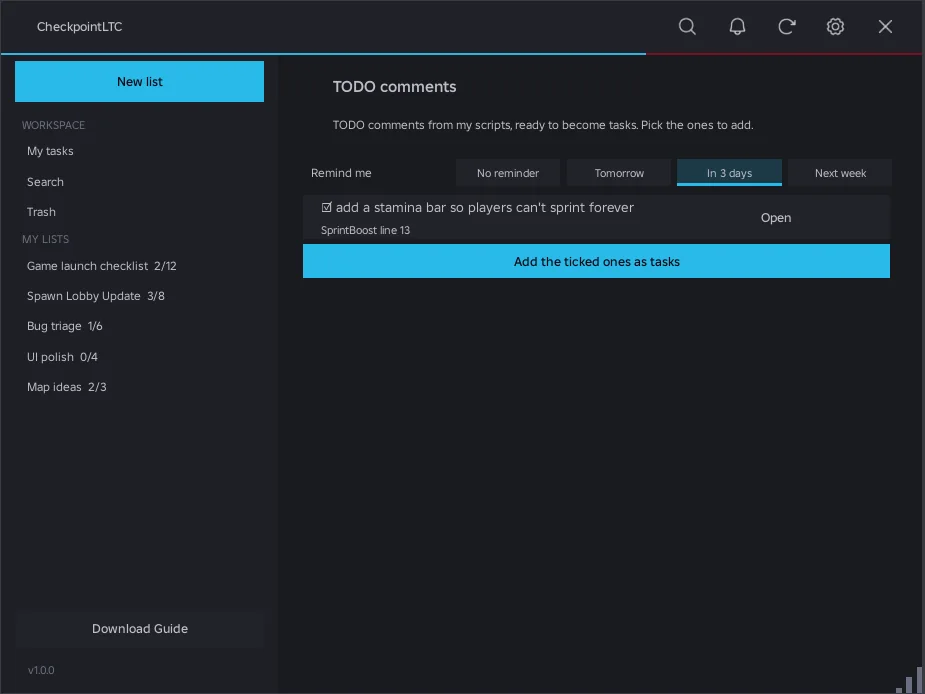 CheckpointLTC
New list
WORKSPACE
My tasks
Search
Trash
MY LISTS
Game launch checklist 2/12
Spawn Lobby Update 3/8
Bug triage 1/6
UI polish 0/4
Map ideas 2/3
Download Guide
v1.0.0
TODO comments
TODO comments from my scripts, ready to become tasks. Pick the ones to add.
Remind me
No reminder
Tomorrow
In 3 days
Next week
☑ add a stamina bar so players can't sprint forever
SprintBoost line 13
Open
Add the ticked ones as tasks